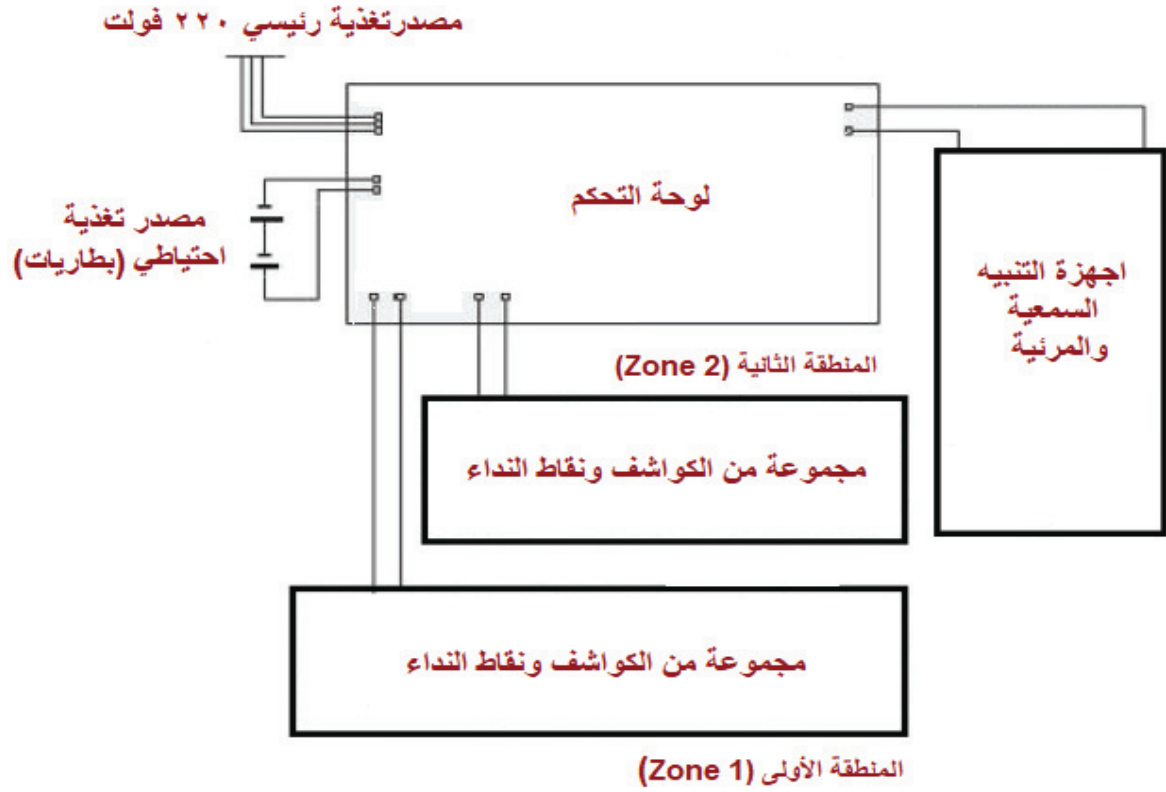 مصدرتغذية رئيسي ٢٢٠ فولت
لوحة التحكم
مصدر تغذية
احتياطي (بطاريات)
اجهزة التنبيه
السمعية
والمرئية
المنطقة الثانية (Zone 2)
مجموعة من الكواشف ونقاط النداء
مجموعة من الكواشف ونقاط النداء
المنطقة الأولى (Zone 1)